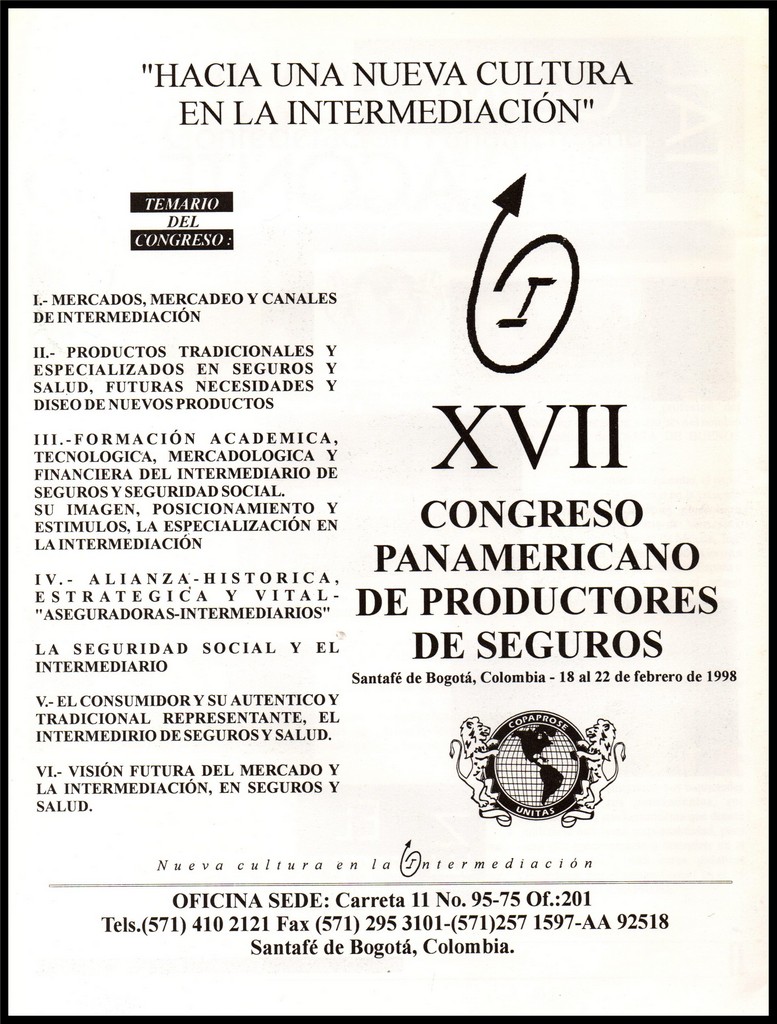 "HACIA UNA NUEVA CULTURA
EN LA INTERMEDIACIÓN"
TEMARIO
DEL
CONGRESO :
I.- MERCADOS, MERCADEO Y CANALES
DE INTERMEDIACIÓN
II.- PRODUCTOS TRADICIONALES Y
ESPECIALIZADOS EN SEGUROS Y
SALUD, FUTURAS NECESIDADES Y
DISEO DE NUEVOS PRODUCTOS
III.-FORMACIÓN ACADEMICA,
TECNOLOGICA, MERCADOLOGICA Y
FINANCIERA DEL INTERMEDIARIO DE
SEGUROS Y SEGURIDAD SOCIAL.
SU IMAGEN, POSICIONAMIENTO Y
ESTIMULOS, LA ESPECIALIZACIÓN EN
LA INTERMEDIACIÓN
IV.- ALIANZA-HISTORICA,
ESTRATEGICA Y VITAL-
"ASEGURADORAS-INTERMEDIARIOS"
LA SEGURIDAD SOCIAL Y EL
INTERMEDIARIO
V.- EL CONSUMIDOR Y SU AUTENTICO Y
TRADICIONAL REPRESENTANTE, EL
INTERMEDIRIO DE SEGUROS Y SALUD.
VI.- VISIÓN FUTURA DEL MERCADO Y
LA INTERMEDIACIÓN, EN SEGUROS Y
SALUD.
I
XVII
CONGRESO
PANAMERICANO
DE PRODUCTORES
DE SEGUROS
Santafé de Bogotá, Colombia - 18 al 22 de febrero de 1998
COPAPROSE
UNITAS
Nueva cultura en la Intermediación
OFICINA SEDE: Carreta 11 No. 95-75 Of.:201
Tels.(571) 410 2121 Fax (571) 295 3101-(571)257 1597-AA 92518
Santafé de Bogotá, Colombia.